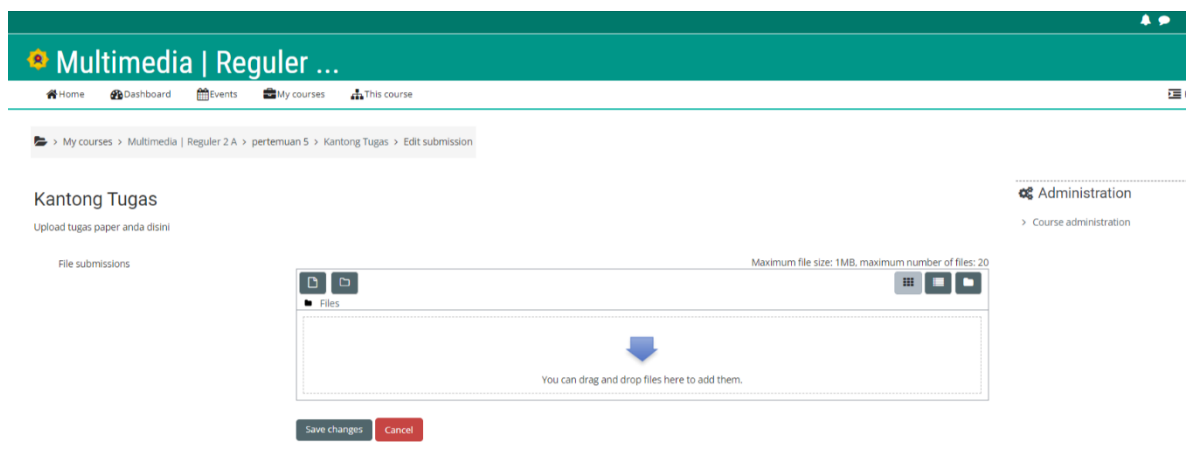 Multimedia | Reguler ...
Home Dashboard Events My courses This course
> My courses > Multimedia | Reguler 2 A > pertemuan 5 > Kantong Tugas > Edit submission
Kantong Tugas
Upload tugas paper anda disini
Administration
> Course administration
File submissions
Maximum file size: 1MB, maximum number of files: 20
Files
You can drag and drop files here to add them.
Save changes Cancel